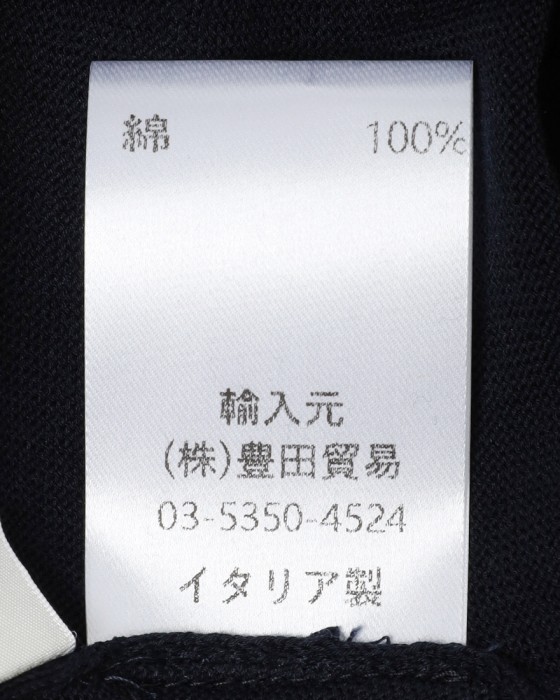 綿 100%
輸入元
(株)豊田貿易
03-5350-4524
イタリア製